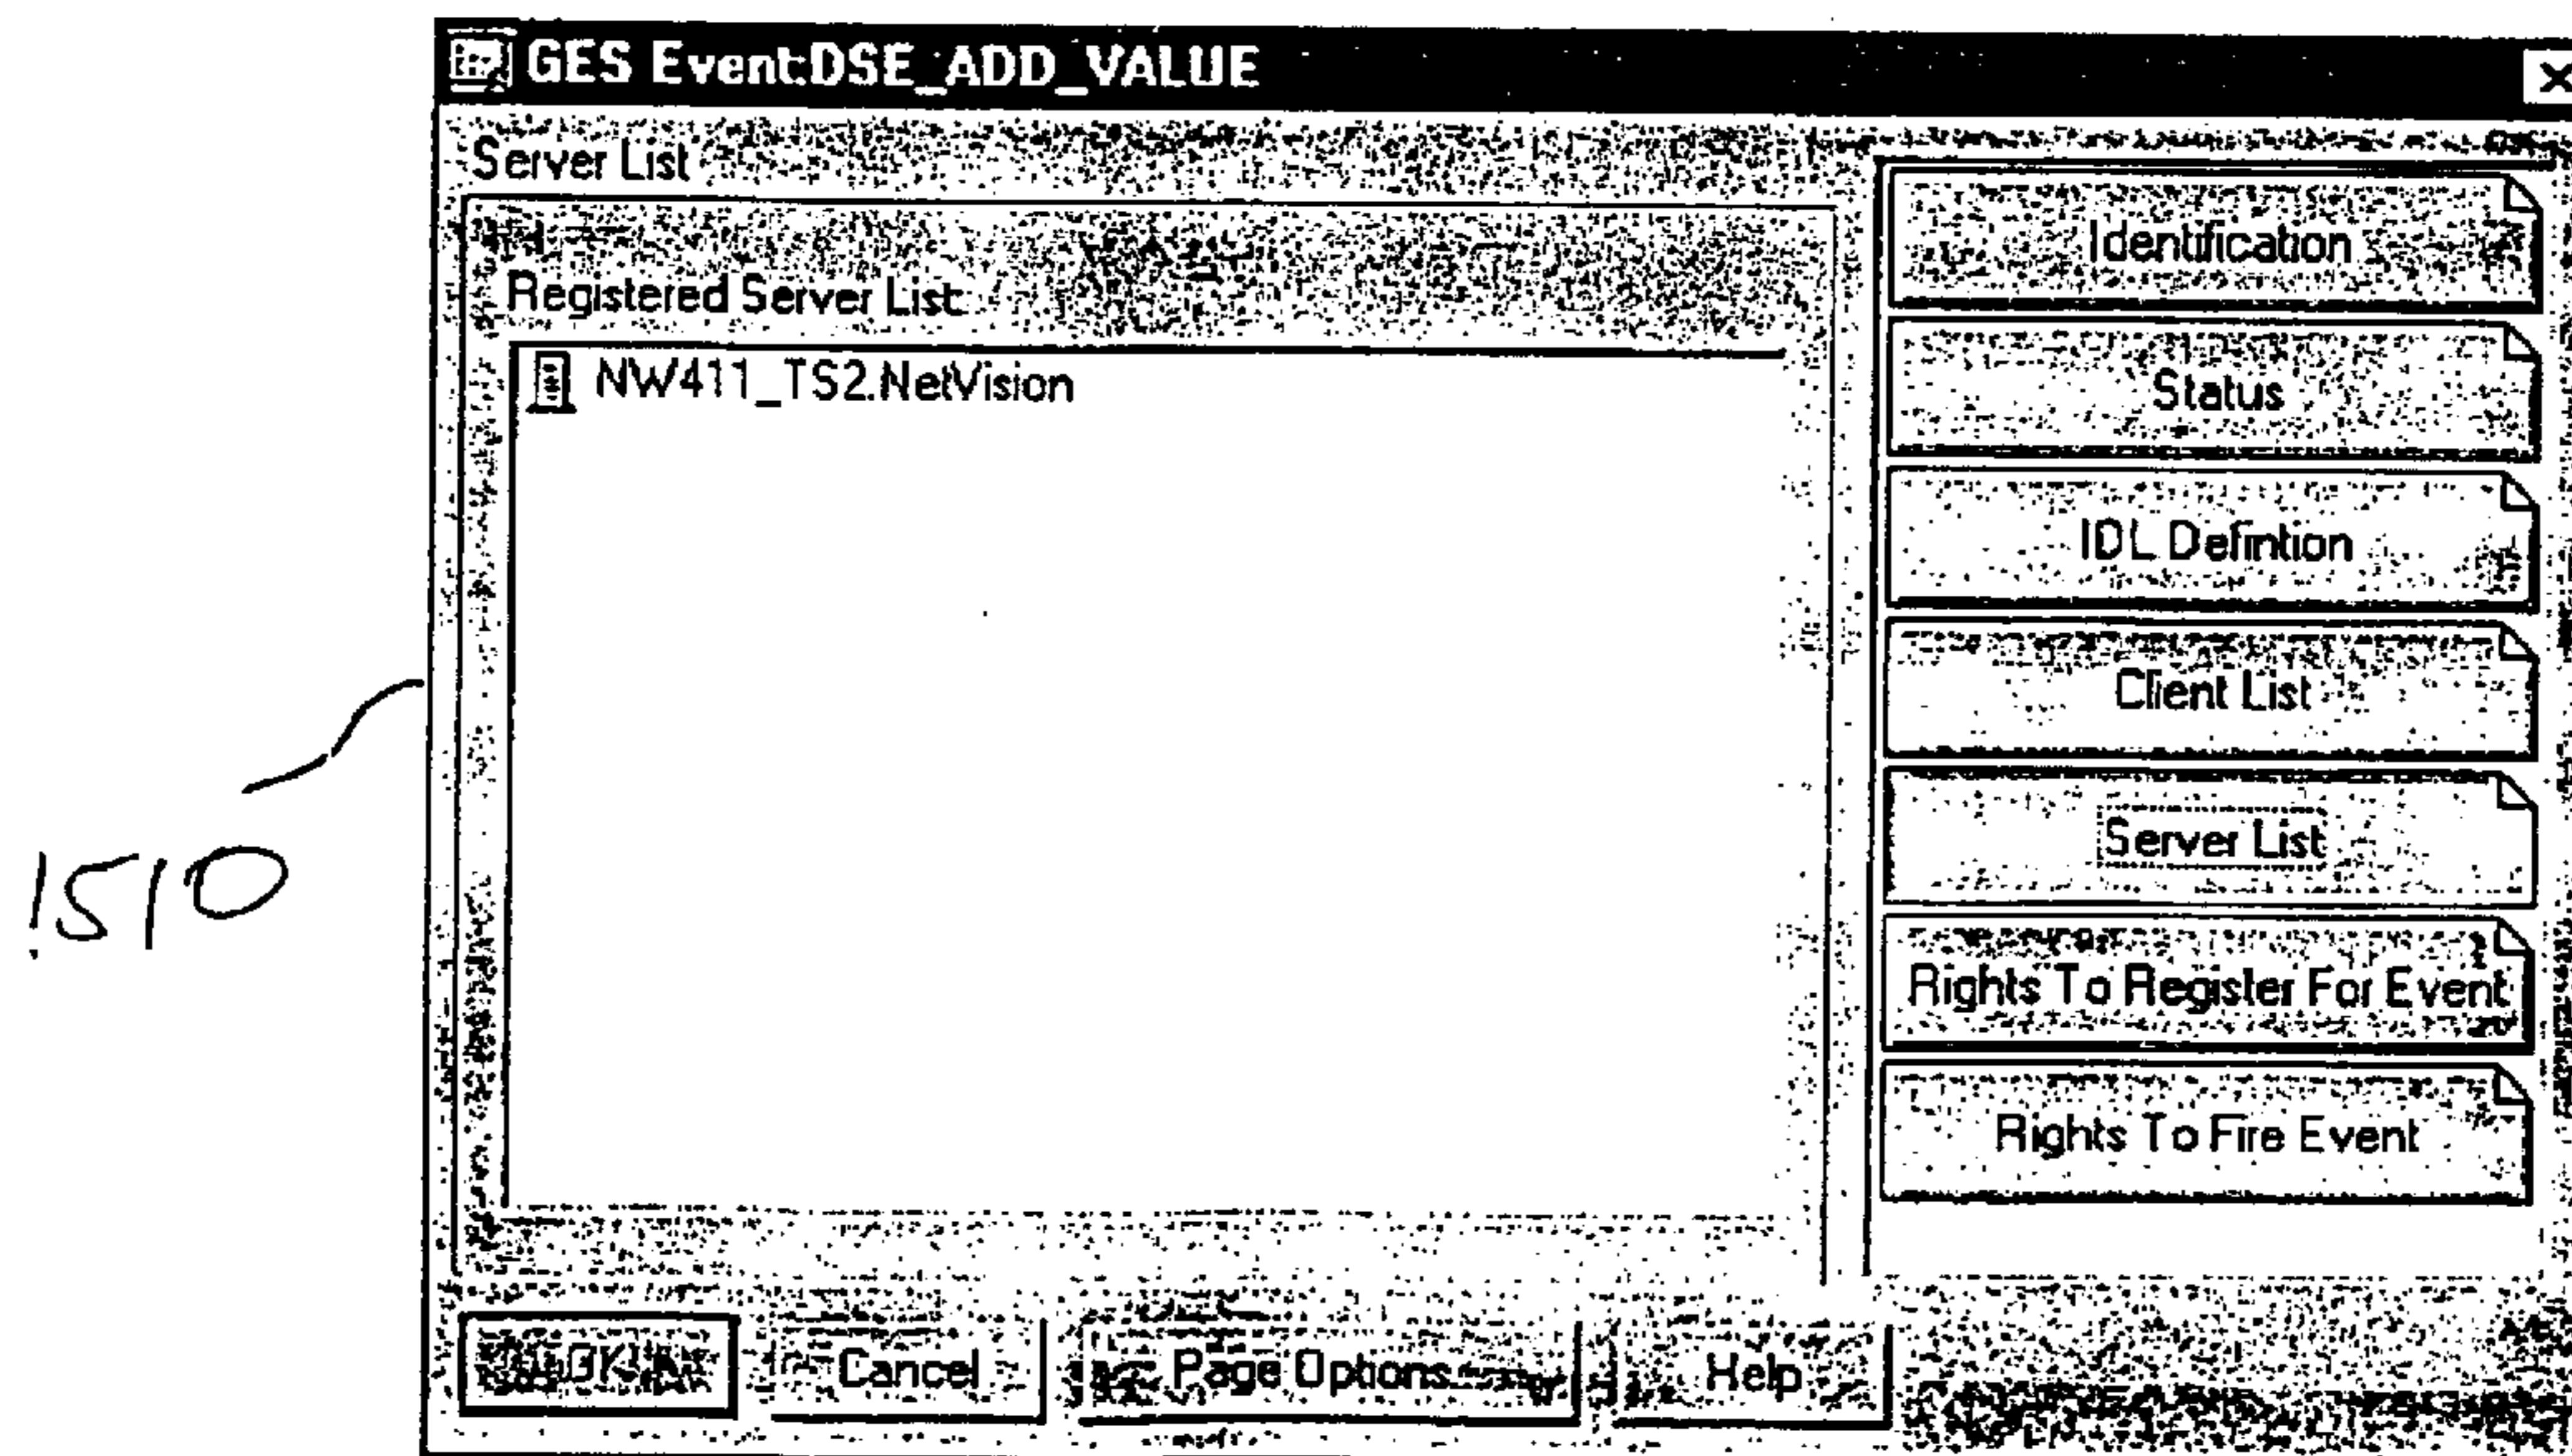 GES Event:DSE_ADD_VALUE
Server List
Registered Server List:
NW411_TS2.NetVision
Identification
Status
IDL Defintion
Client List
Server List
Rights To Register For Event
Rights To Fire Event
OK
Cancel
Page Options...
Help
1510